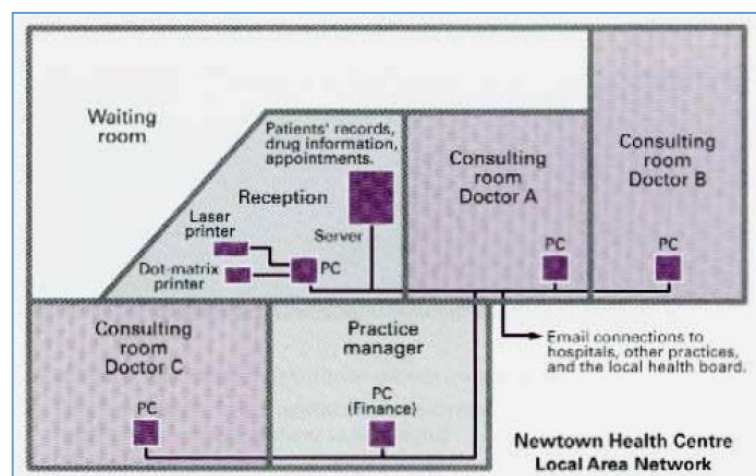 Waiting
room
Patients' records,
drug information,
appointments.
Reception
Laser
printer
Server
PC
Dot-matrix
printer
Consulting
room
Doctor A
PC
Consulting
room
Doctor B
PC
Consulting
room
Doctor C
PC
Practice
manager
PC
(Finance)
Email connections to
hospitals, other practices,
and the local health board.
Newtown Health Centre
Local Area Network